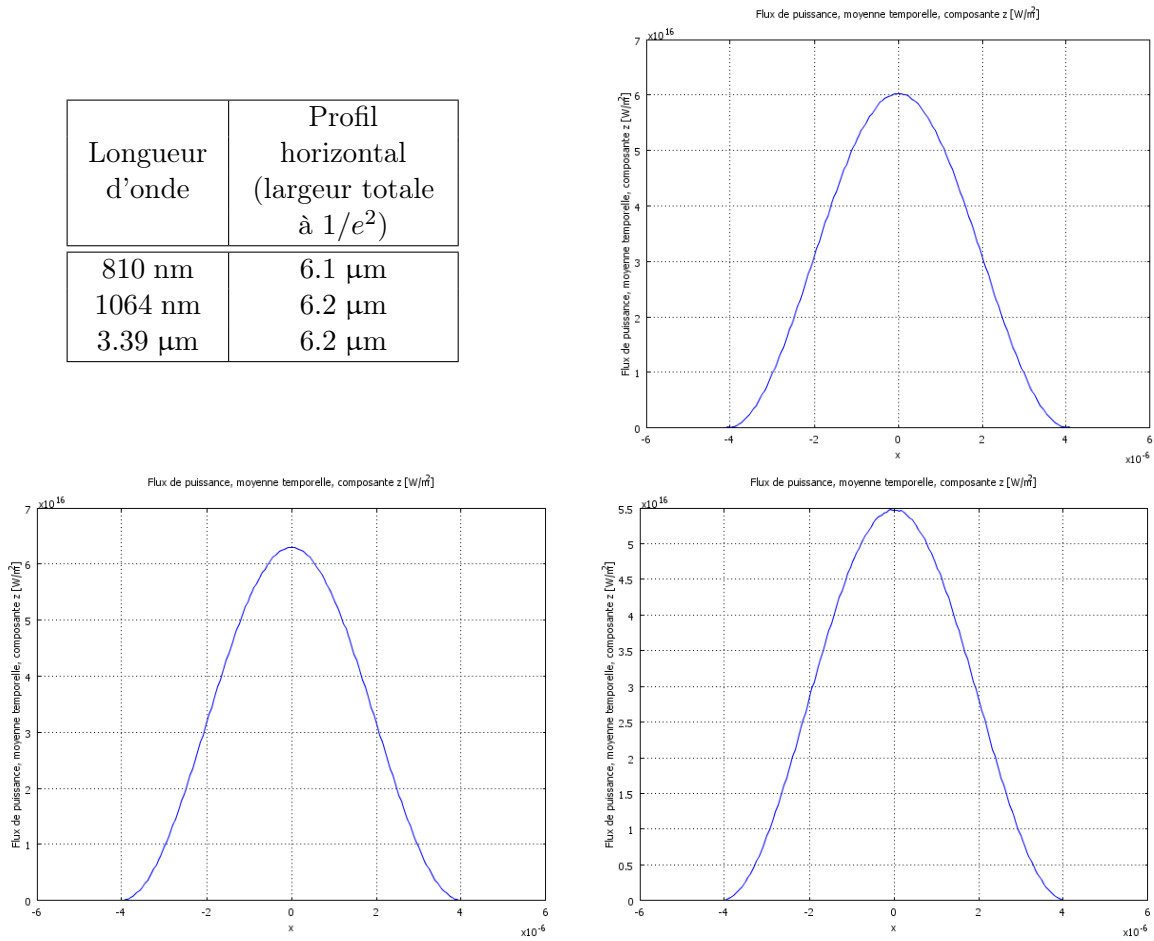 Longueur
d'onde
Profil
horizontal
(largeur totale
à 1/e²)
810 nm 6.1 µm
1064 nm 6.2 µm
3.39 µm 6.2 µm
Flux de puissance, moyenne temporelle, composante z [W/m²]
x10 16
7
6
5
4
3
2
1
0
Flux de puissance, moyenne temporelle, composante z [W/m²]
-6 -4 -2 0 2 4 6
x
x10 -6
Flux de puissance, moyenne temporelle, composante z [W/m²]
x10 16
7
6
5
4
3
2
1
0
Flux de puissance, moyenne temporelle, composante z [W/m²]
-6 -4 -2 0 2 4 6
x
x10 -6
Flux de puissance, moyenne temporelle, composante z [W/m²]
x10 16
5.5
5
4.5
4
3.5
3
2.5
2
1.5
1
0.5
0
Flux de puissance, moyenne temporelle, composante z [W/m²]
-6 -4 -2 0 2 4 6
x
x10 -6